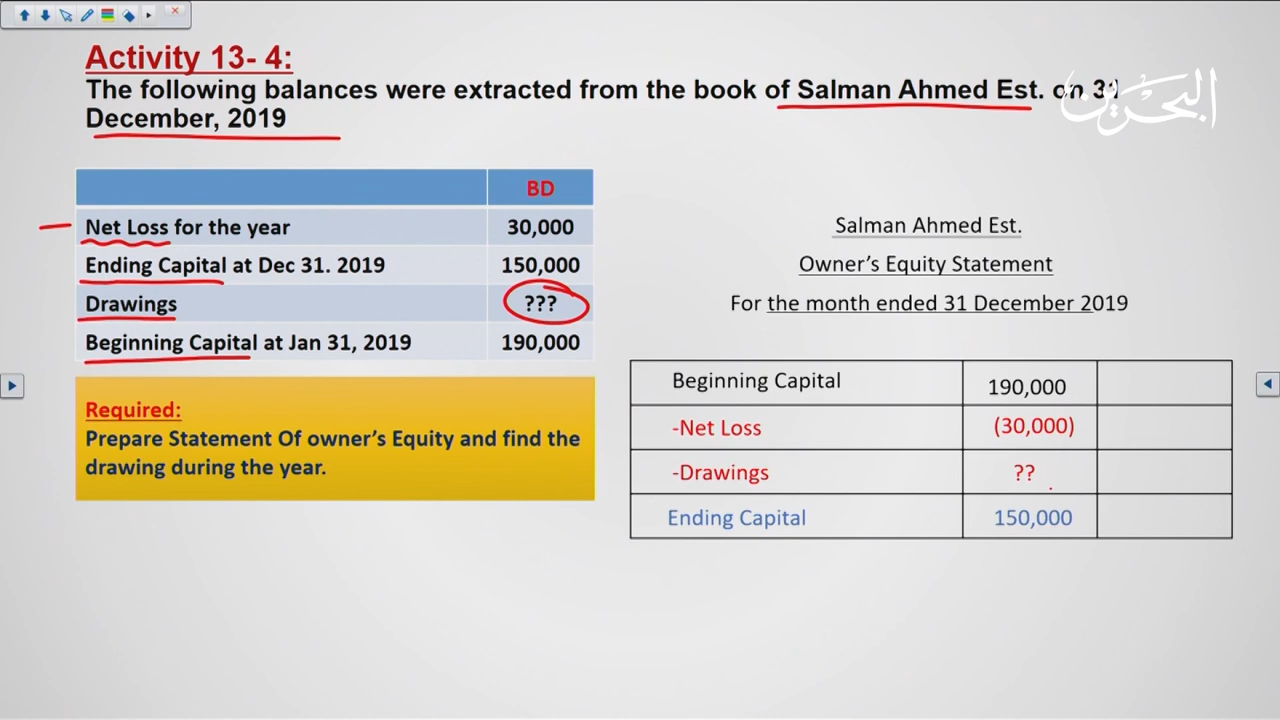 Activity 13- 4:
The following balances were extracted from the book of Salman Ahmed Est. on 31
December, 2019
البحرين
BD
Net Loss for the year 30,000
Ending Capital at Dec 31. 2019 150,000
Drawings ???
Beginning Capital at Jan 31, 2019 190,000
Required:
Prepare Statement Of owner’s Equity and find the
drawing during the year.
Salman Ahmed Est.
Owner’s Equity Statement
For the month ended 31 December 2019
Beginning Capital 190,000
-Net Loss (30,000)
-Drawings ??
Ending Capital 150,000